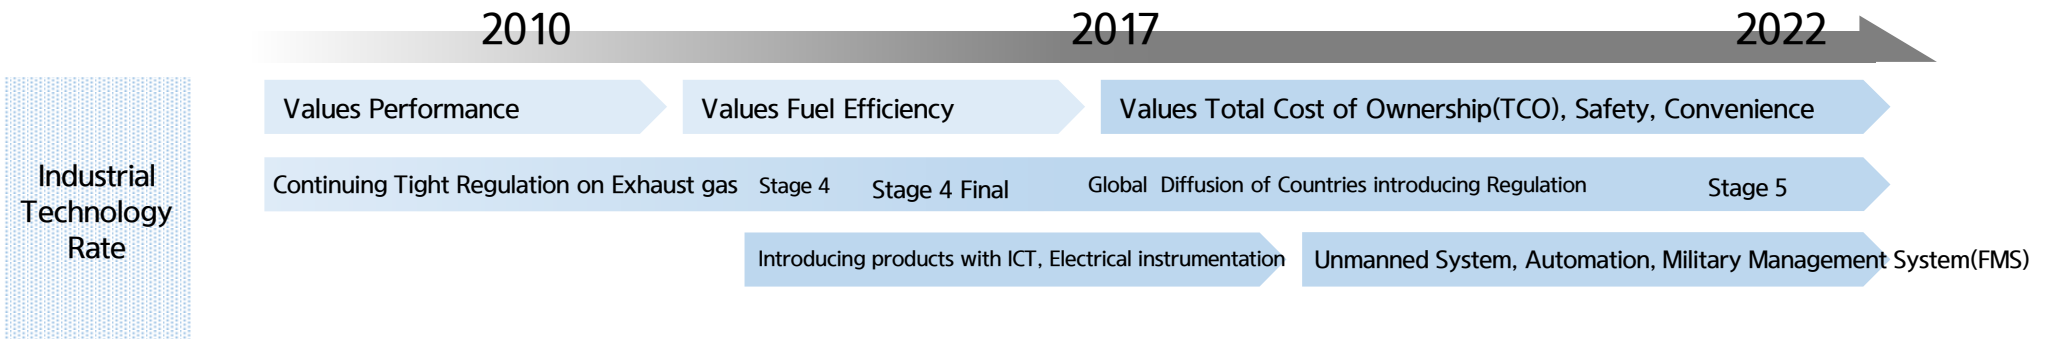 2010
2017
2022
Industrial
Technology
Rate
Values Performance
Values Fuel Efficiency
Values Total Cost of Ownership(TCO), Safety, Convenience
Continuing Tight Regulation on Exhaust gas
Stage 4
Stage 4 Final
Global Diffusion of Countries introducing Regulation
Stage 5
Introducing products with ICT, Electrical instrumentation
Unmanned System, Automation, Military Management System(FMS)